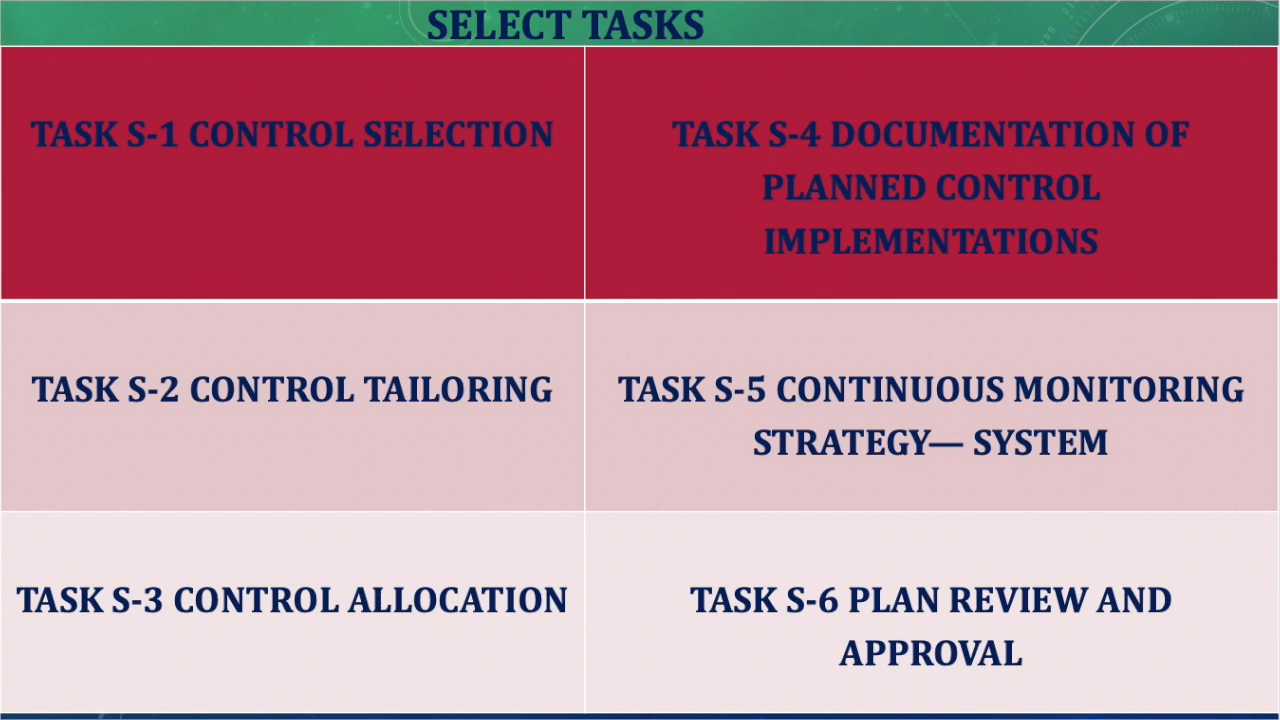 SELECT TASKS
TASK S-1 CONTROL SELECTION
TASK S-4 DOCUMENTATION OF
PLANNED CONTROL
IMPLEMENTATIONS
TASK S-2 CONTROL TAILORING
TASK S-5 CONTINUOUS MONITORING
STRATEGY— SYSTEM
TASK S-3 CONTROL ALLOCATION
TASK S-6 PLAN REVIEW AND
APPROVAL